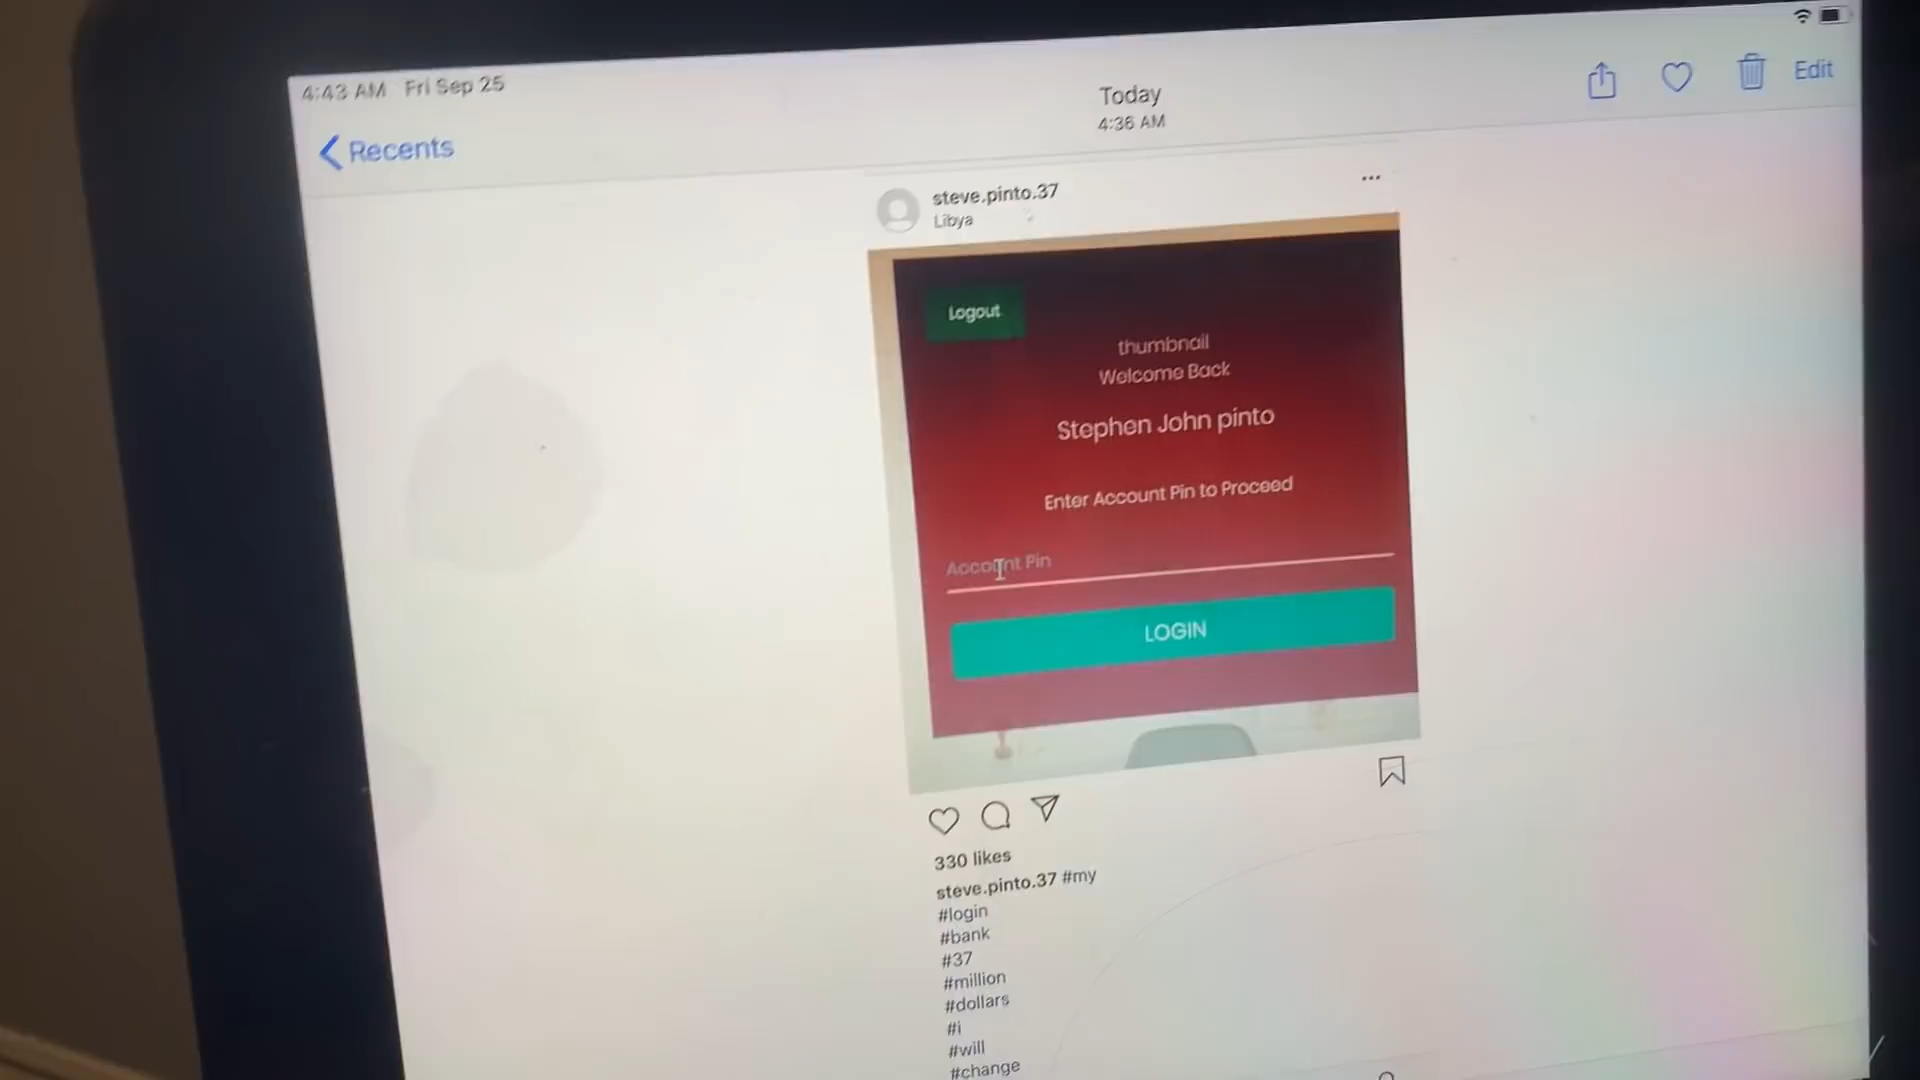 4:43 AM Fri Sep 25
Today
4:36 AM
Edit
Recents
steve.pinto.37
Libya
Logout
thumbnail
Welcome Back
Stephen John pinto
Enter Account Pin to Proceed
Account Pin
LOGIN
330 likes
steve.pinto.37 #my
#login
#bank
#37
#million
#dollars
#i
#will
#change